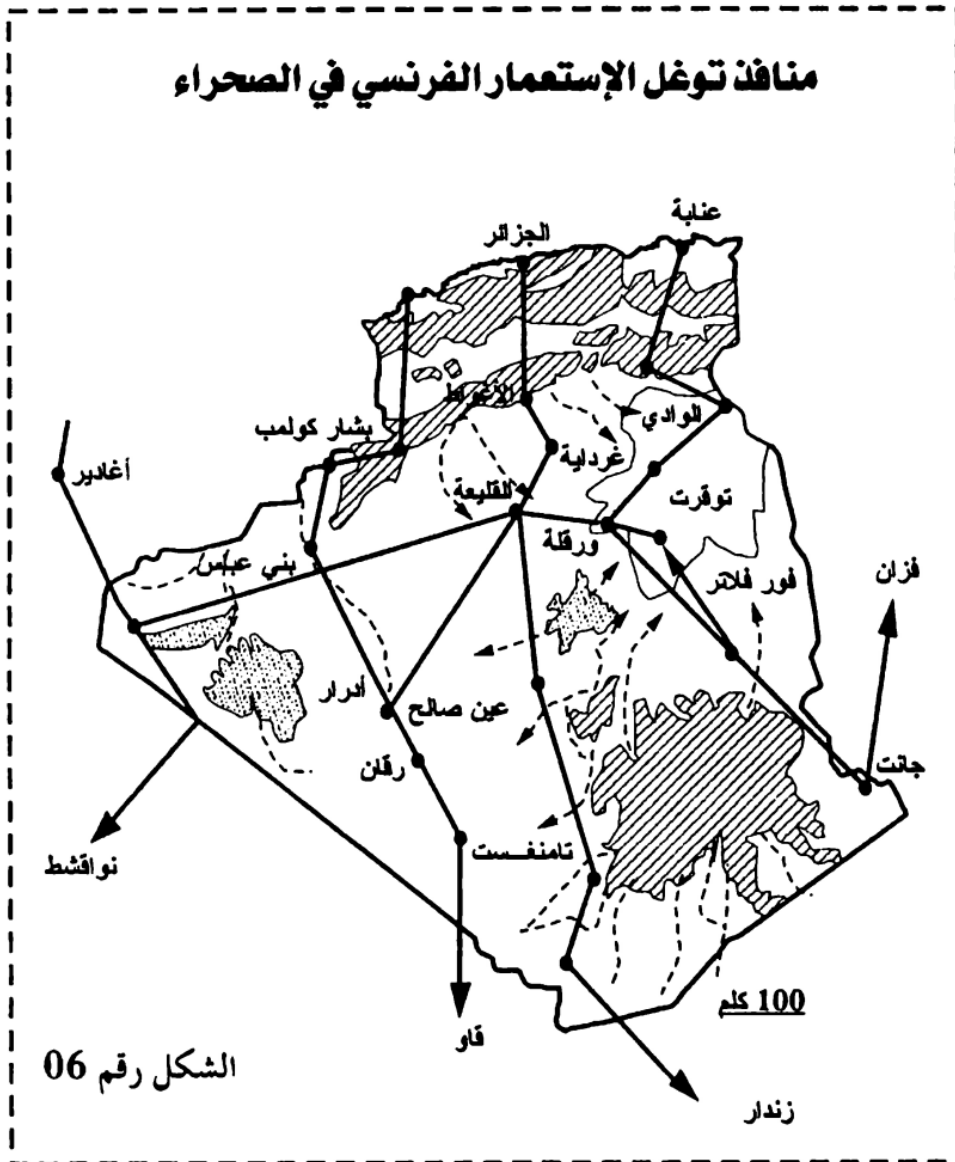 منافذ توغل الإستعمار الفرنسي في الصحراء
عنابة
الجزائر
الأغواط
الوادي
بشار كولمب
غردلية
أغادير
القليعة
توقرت
ورقلة
بني عباس
فور فلاتر
فزان
أدرار
عين صالح
رقان
جانت
تامنغست
نواقشط
100 كلم
قاو
الشكل رقم 06
زندار